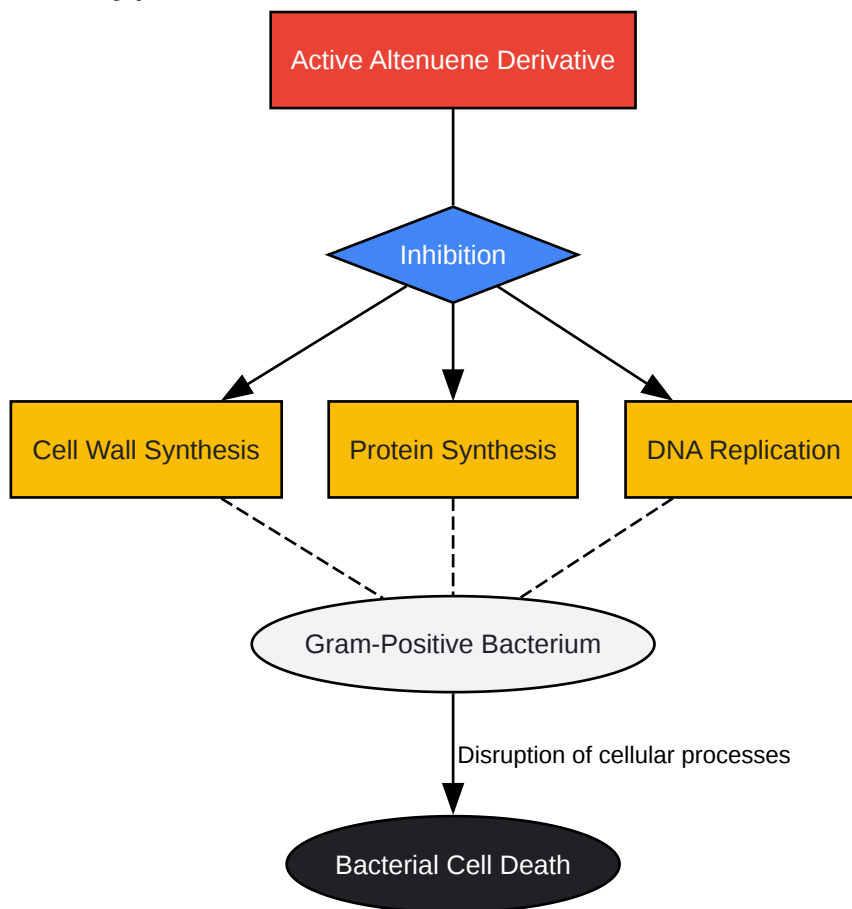 Active Altenuene Derivative
Inhibition
Cell Wall Synthesis
Protein Synthesis
DNA Replication
Gram-Positive Bacterium
Disruption of cellular processes
Bacterial Cell Death